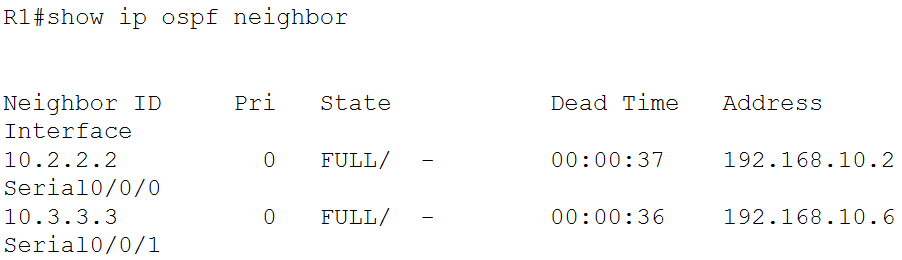 R1#show ip ospf neighbor
Neighbor ID     Pri   State           Dead Time   Address
Interface
10.2.2.2          0   FULL/  -        00:00:37    192.168.10.2
Serial0/0/0
10.3.3.3          0   FULL/  -        00:00:36    192.168.10.6
Serial0/0/1